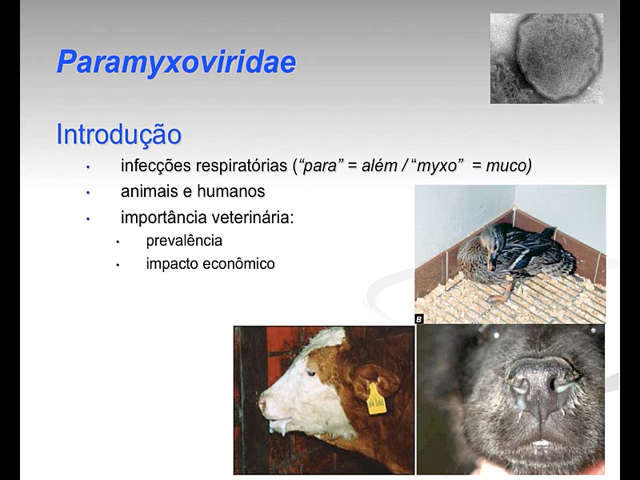 Paramyxoviridae
Introdução
• infecções respiratórias (“para” = além / “myxo” = muco)
• animais e humanos
• importância veterinária:
• prevalência
• impacto econômico
B